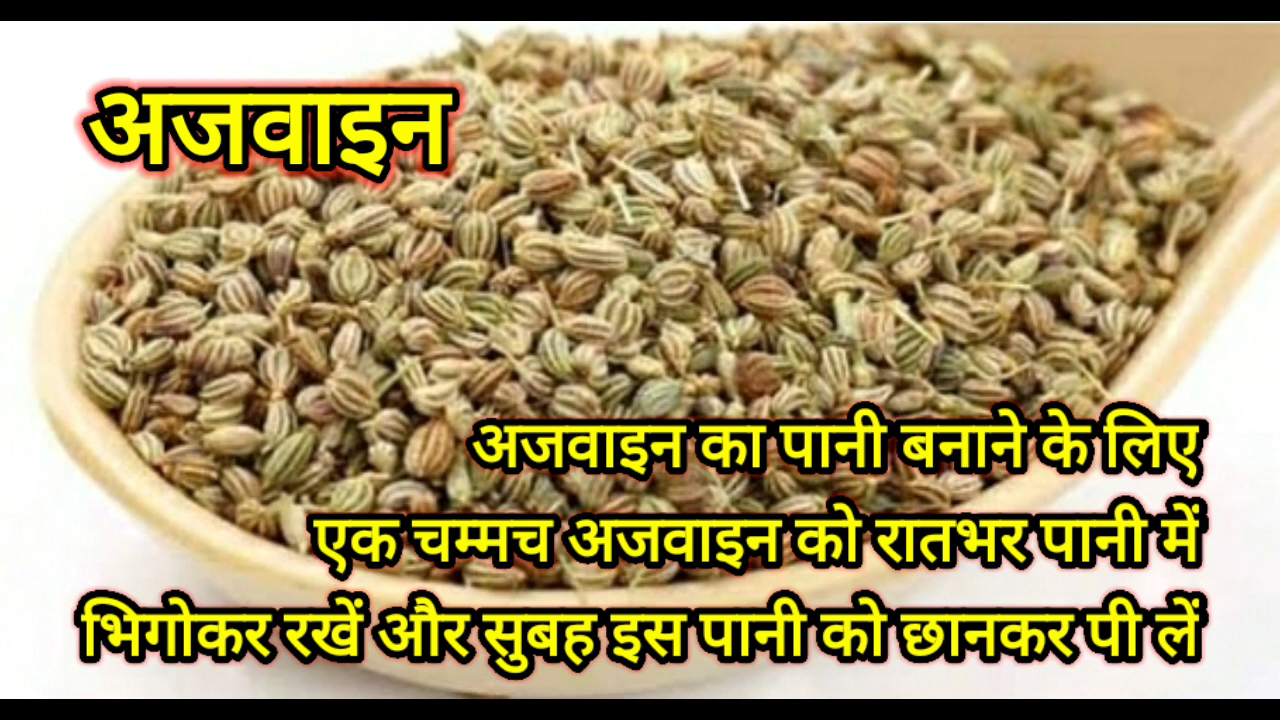 अजवाइन
अजवाइन का पानी बनाने के लिए
एक चम्मच अजवाइन को रातभर पानी में
भिगोकर रखें और सुबह इस पानी को छानकर पी लें